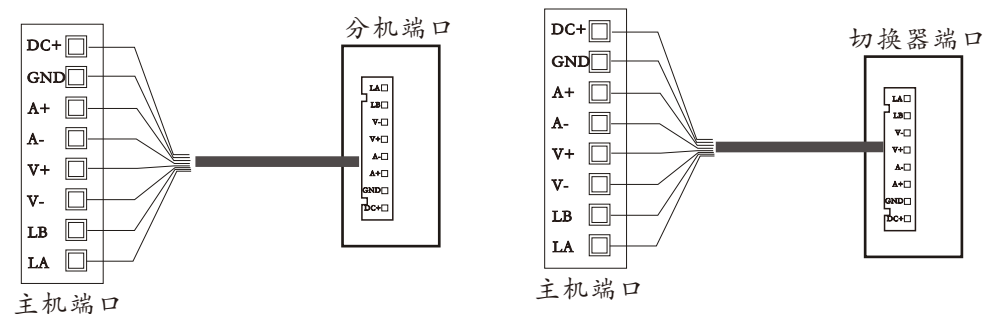 DC+
GND
A+
A-
V+
V-
LB
LA
主机端口
分机端口
LA
LB
V-
V+
A-
A+
GND
DC+
DC+
GND
A+
A-
V+
V-
LB
LA
主机端口
切换器端口
LA
LB
V-
V+
A-
A+
GND
DC+